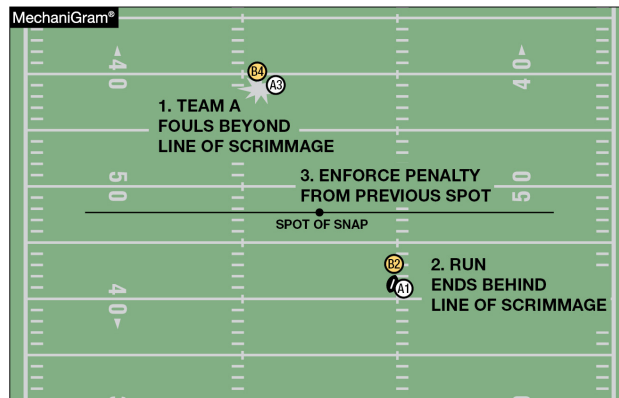 MechaniGram®
40
40
1. TEAM A
FOULS BEYOND
LINE OF SCRIMMAGE
B4
A3
50
3. ENFORCE PENALTY
FROM PREVIOUS SPOT
50
SPOT OF SNAP
B2
A1
2. RUN
ENDS BEHIND
LINE OF SCRIMMAGE
40